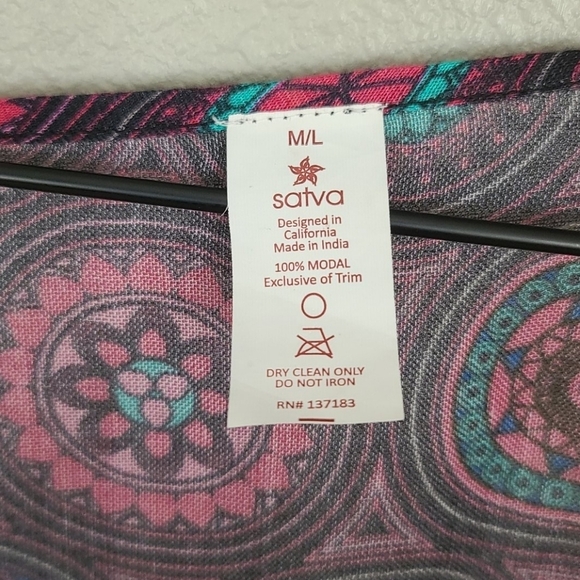 M/L
satva
Designed in
California
Made in India
100% MODAL
Exclusive of Trim
DRY CLEAN ONLY
DO NOT IRON
RN# 137183